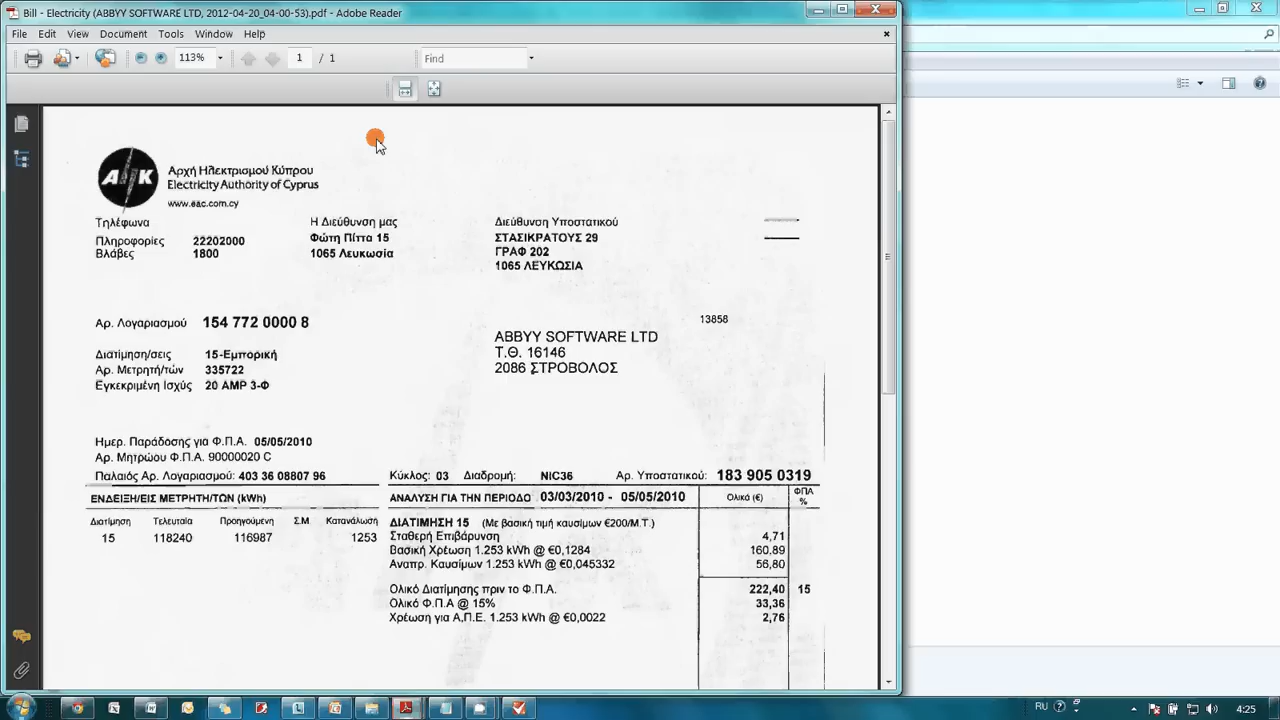 Bill - Electricity (ABBYY SOFTWARE LTD, 2012-04-20_04-00-53).pdf - Adobe Reader
File Edit View Document Tools Window Help
113% 1 / 1 Find
Αρχή Ηλεκτρισμού Κύπρου
Electricity Authority of Cyprus
www.eac.com.cy
Τηλέφωνα Η Διεύθυνση μας Διεύθυνση Υποστατικού
Πληροφορίες 22202000 Φώτη Πίττα 15 ΣΤΑΣΙΚΡΑΤΟΥΣ 29
Βλάβες 1800 1065 Λευκωσία ΓΡΑΦ 202
1065 ΛΕΥΚΩΣΙΑ
13858
Αρ. Λογαριασμού 154 772 0000 8
ABBYY SOFTWARE LTD
Τ.Θ. 16146
2086 ΣΤΡΟΒΟΛΟΣ
Διατίμηση/σεις 15-Εμπορική
Αρ. Μετρητή/τών 335722
Εγκεκριμένη Ισχύς 20 AMP 3-Φ
Ημερ. Παράδοσης για Φ.Π.Α. 05/05/2010
Αρ. Μητρώου Φ.Π.Α. 90000020 C
Παλαιός Αρ. Λογαριασμού: 403 36 08807 96 Κύκλος: 03 Διαδρομή: NIC36 Αρ. Υποστατικού: 183 905 0319
ΕΝΔΕΙΞΗ/ΕΙΣ ΜΕΤΡΗΤΗ/ΤΩΝ (kWh) ΑΝΑΛΥΣΗ ΓΙΑ ΤΗΝ ΠΕΡΙΟΔΟ 03/03/2010 - 05/05/2010 Ολικά (€) ΦΠΑ %
Διατίμηση Τελευταία Προηγούμενη Σ.Μ. Κατανάλωση ΔΙΑΤΙΜΗΣΗ 15 (Με βασική τιμή καυσίμων €200/Μ.Τ.)
15 118240 116987 1253 Σταθερή Επιβάρυνση 4,71
Βασική Χρέωση 1.253 kWh @ €0,1284 160,89
Αναπρ. Καυσίμων 1.253 kWh @ €0,045332 56,80
Ολικό Διατίμησης πριν το Φ.Π.Α. 222,40 15
Ολικό Φ.Π.Α @ 15% 33,36
Χρέωση για Α.Π.Ε. 1.253 kWh @ €0,0022 2,76
RU 4:25